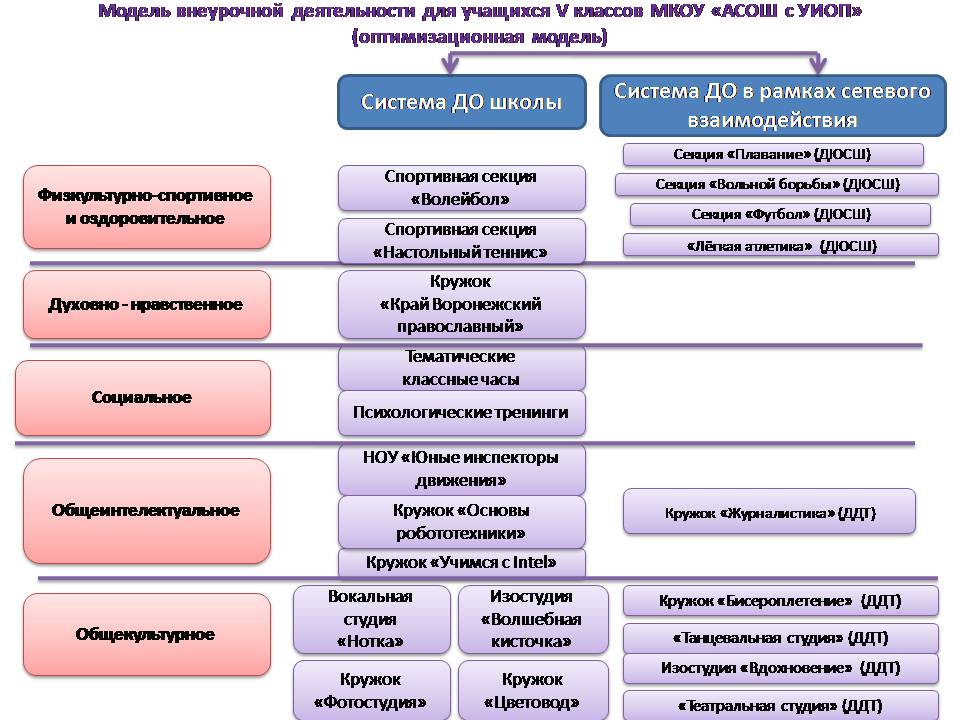 Модель внеурочной деятельности для учащихся V классов МКОУ «АСОШ с УИОП»
(оптимизационная модель)
Система ДО школы
Система ДО в рамках сетевого
взаимодействия
Физкультурно-спортивное
и оздоровительное
Спортивная секция
«Волейбол»
Спортивная секция
«Настольный теннис»
Секция «Плавание» (ДЮСШ)
Секция «Вольной борьбы» (ДЮСШ)
Секция «Футбол» (ДЮСШ)
«Лёгкая атлетика» (ДЮСШ)
Духовно - нравственное
Кружок
«Край Воронежский
православный»
Социальное
Тематические
классные часы
Психологические тренинги
Общеинтелектуальное
НОУ «Юные инспекторы
движения»
Кружок «Основы
робототехники»
Кружок «Учимся с Intel»
Кружок «Журналистика» (ДДТ)
Общекультурное
Вокальная
студия
«Нотка»
Изостудия
«Волшебная
кисточка»
Кружок
«Фотостудия»
Кружок
«Цветовод»
Кружок «Бисероплетение» (ДДТ)
«Танцевальная студия» (ДДТ)
Изостудия «Вдохновение» (ДДТ)
«Театральная студия» (ДДТ)